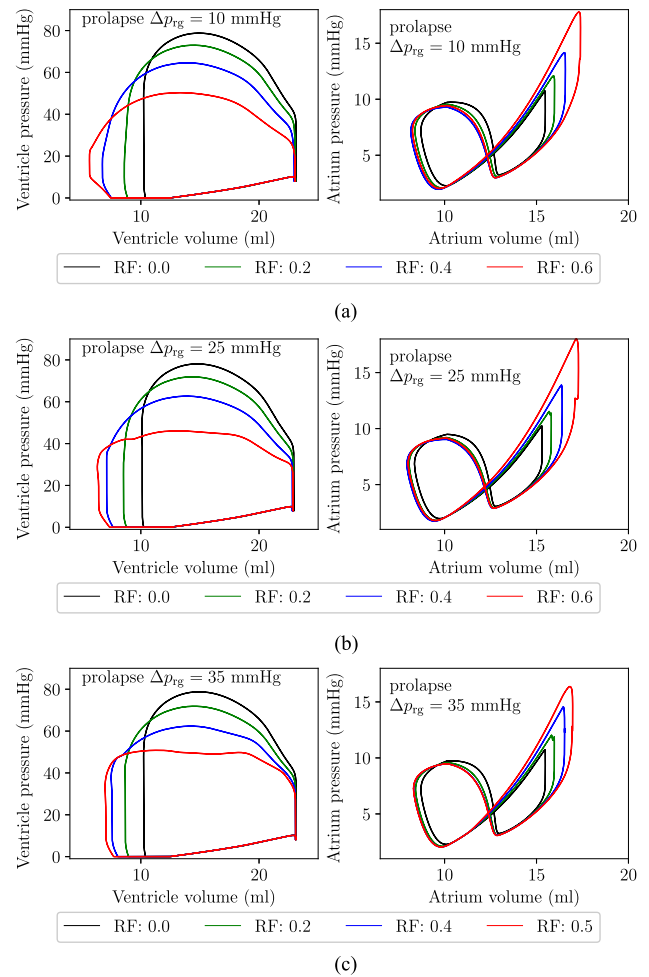 prolapse Δp_rg = 10 mmHg
Ventricle pressure (mmHg)
80
60
40
20
0
10
20
Ventricle volume (ml)
prolapse
Δp_rg = 10 mmHg
Atrium pressure (mmHg)
15
10
5
10
15
20
Atrium volume (ml)
RF: 0.0 RF: 0.2 RF: 0.4 RF: 0.6
(a)
prolapse Δp_rg = 25 mmHg
Ventricle pressure (mmHg)
80
60
40
20
0
10
20
Ventricle volume (ml)
prolapse
Δp_rg = 25 mmHg
Atrium pressure (mmHg)
15
10
5
10
15
20
Atrium volume (ml)
RF: 0.0 RF: 0.2 RF: 0.4 RF: 0.6
(b)
prolapse Δp_rg = 35 mmHg
Ventricle pressure (mmHg)
80
60
40
20
0
10
20
Ventricle volume (ml)
prolapse
Δp_rg = 35 mmHg
Atrium pressure (mmHg)
15
10
5
10
15
20
Atrium volume (ml)
RF: 0.0 RF: 0.2 RF: 0.4 RF: 0.5
(c)